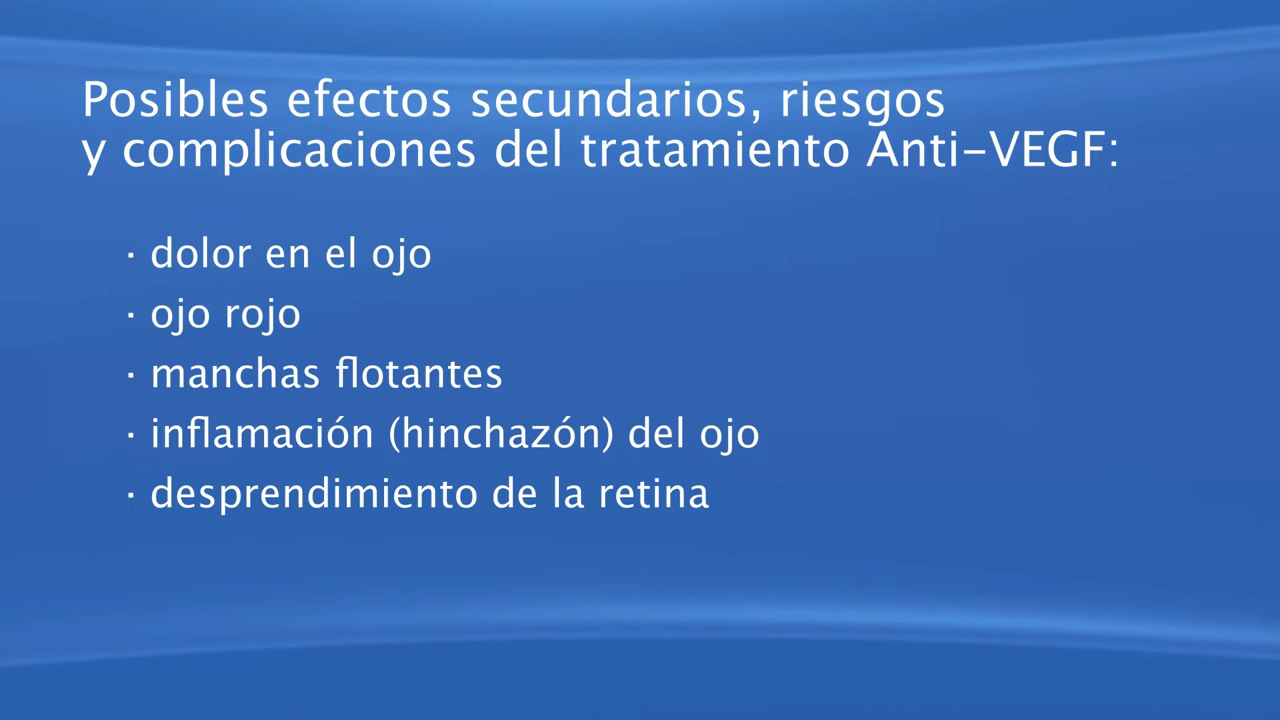 Posibles efectos secundarios, riesgos
y complicaciones del tratamiento Anti-VEGF:
· dolor en el ojo
· ojo rojo
· manchas flotantes
· inflamación (hinchazón) del ojo
· desprendimiento de la retina